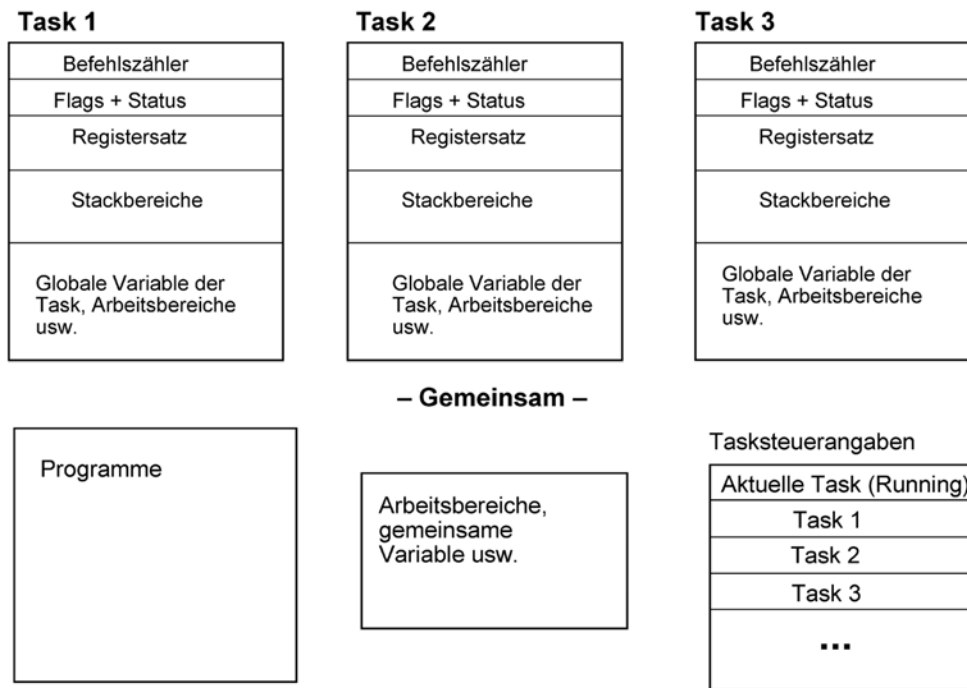 Task 1
Befehlszähler
Flags + Status
Registersatz
Stackbereiche
Globale Variable der
Task, Arbeitsbereiche
usw.
Task 2
Befehlszähler
Flags + Status
Registersatz
Stackbereiche
Globale Variable der
Task, Arbeitsbereiche
usw.
Task 3
Befehlszähler
Flags + Status
Registersatz
Stackbereiche
Globale Variable der
Task, Arbeitsbereiche
usw.
– Gemeinsam –
Programme
Arbeitsbereiche,
gemeinsame
Variable usw.
Tasksteuerangaben
Aktuelle Task (Running)
Task 1
Task 2
Task 3
...